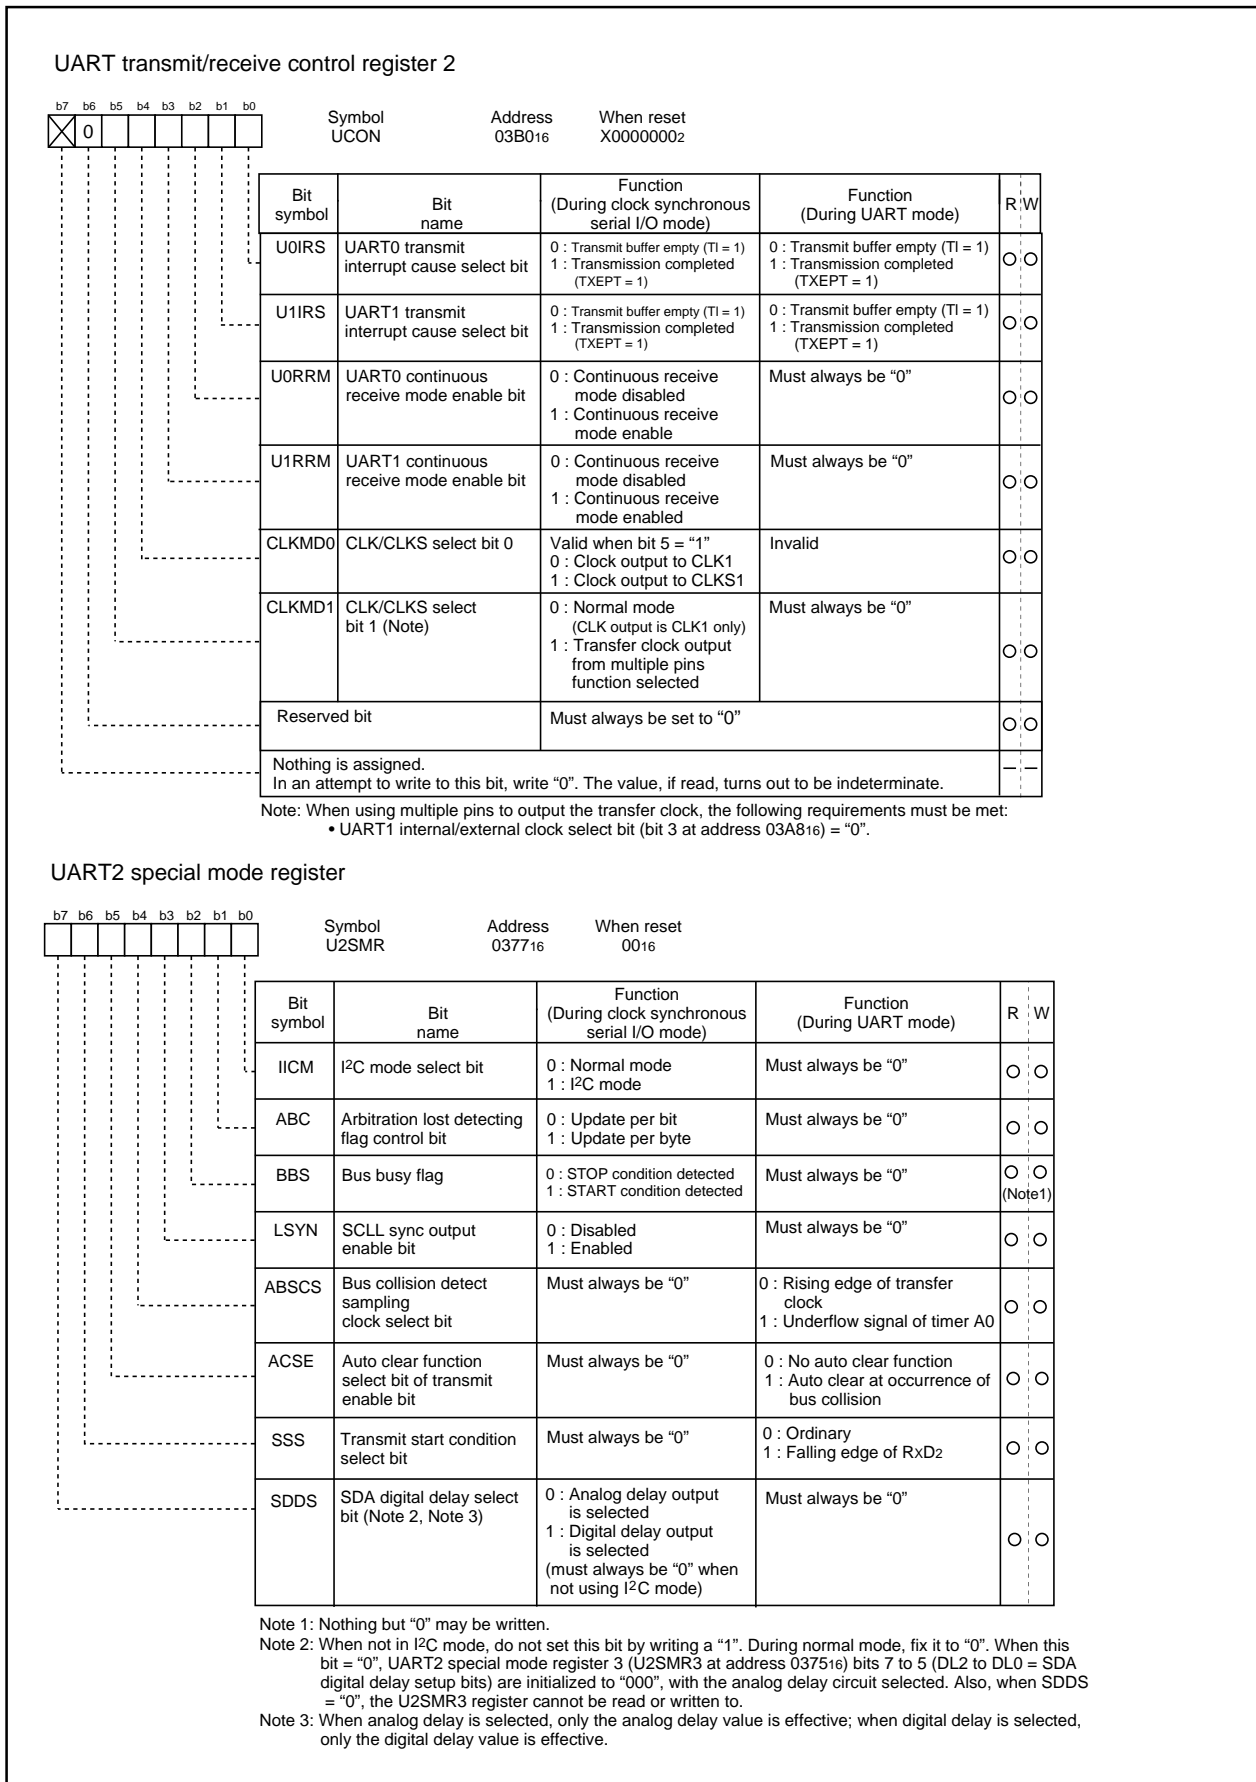 UART transmit/receive control register 2
b7 b6 b5 b4 b3 b2 b1 b0
Symbol Address When reset
0 UCON 03B016 X00000002
Bit symbol Bit name Function (During clock synchronous serial I/O mode) Function (During UART mode) R W
U0IRS UART0 transmit interrupt cause select bit
0 : Transmit buffer empty (TI = 1)
1 : Transmission completed
(TXEPT = 1)
0 : Transmit buffer empty (TI = 1)
1 : Transmission completed
(TXEPT = 1)
U1IRS UART1 transmit interrupt cause select bit
0 : Transmit buffer empty (TI = 1)
1 : Transmission completed
(TXEPT = 1)
0 : Transmit buffer empty (TI = 1)
1 : Transmission completed
(TXEPT = 1)
U0RRM UART0 continuous receive mode enable bit
0 : Continuous receive
mode disabled
1 : Continuous receive
mode enable
Must always be “0”
U1RRM UART1 continuous receive mode enable bit
0 : Continuous receive
mode disabled
1 : Continuous receive
mode enabled
Must always be “0”
CLKMD0 CLK/CLKS select bit 0
Valid when bit 5 = “1”
0 : Clock output to CLK1
1 : Clock output to CLKS1
Invalid
CLKMD1 CLK/CLKS select bit 1 (Note)
0 : Normal mode
(CLK output is CLK1 only)
1 : Transfer clock output
from multiple pins
function selected
Must always be “0”
Reserved bit Must always be set to “0”
Nothing is assigned.
In an attempt to write to this bit, write “0”. The value, if read, turns out to be indeterminate.
Note: When using multiple pins to output the transfer clock, the following requirements must be met:
• UART1 internal/external clock select bit (bit 3 at address 03A816) = “0”.
UART2 special mode register
b7 b6 b5 b4 b3 b2 b1 b0
Symbol Address When reset
U2SMR 037716 0016
Bit symbol Bit name Function (During clock synchronous serial I/O mode) Function (During UART mode) R W
IICM I2C mode select bit
0 : Normal mode
1 : I2C mode
Must always be “0”
ABC Arbitration lost detecting flag control bit
0 : Update per bit
1 : Update per byte
Must always be “0”
BBS Bus busy flag
0 : STOP condition detected
1 : START condition detected
Must always be “0”
(Note1)
LSYN SCLL sync output enable bit
0 : Disabled
1 : Enabled
Must always be “0”
ABSCS Bus collision detect sampling clock select bit
Must always be “0”
0 : Rising edge of transfer
clock
1 : Underflow signal of timer A0
ACSE Auto clear function select bit of transmit enable bit
Must always be “0”
0 : No auto clear function
1 : Auto clear at occurrence of
bus collision
SSS Transmit start condition select bit
Must always be “0”
0 : Ordinary
1 : Falling edge of RxD2
SDDS SDA digital delay select bit (Note 2, Note 3)
0 : Analog delay output
is selected
1 : Digital delay output
is selected
(must always be “0” when
not using I2C mode)
Must always be “0”
Note 1: Nothing but “0” may be written.
Note 2: When not in I2C mode, do not set this bit by writing a “1”. During normal mode, fix it to “0”. When this
bit = “0”, UART2 special mode register 3 (U2SMR3 at address 037516) bits 7 to 5 (DL2 to DL0 = SDA
digital delay setup bits) are initialized to “000”, with the analog delay circuit selected. Also, when SDDS
= “0”, the U2SMR3 register cannot be read or written to.
Note 3: When analog delay is selected, only the analog delay value is effective; when digital delay is selected,
only the digital delay value is effective.